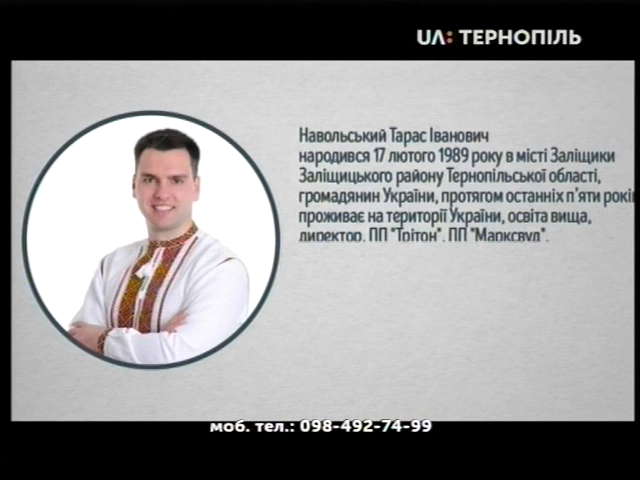 UA: ТЕРНОПІЛЬ
Навольський Тарас Іванович
народився 17 лютого 1989 року в місті Заліщики
Заліщицького району Тернопільської області,
громадянин України, протягом останніх п'яти років
проживає на території України, освіта вища,
директор, ПП "Трітон", ПП "Марксвуд",
моб. тел.: 098-492-74-99